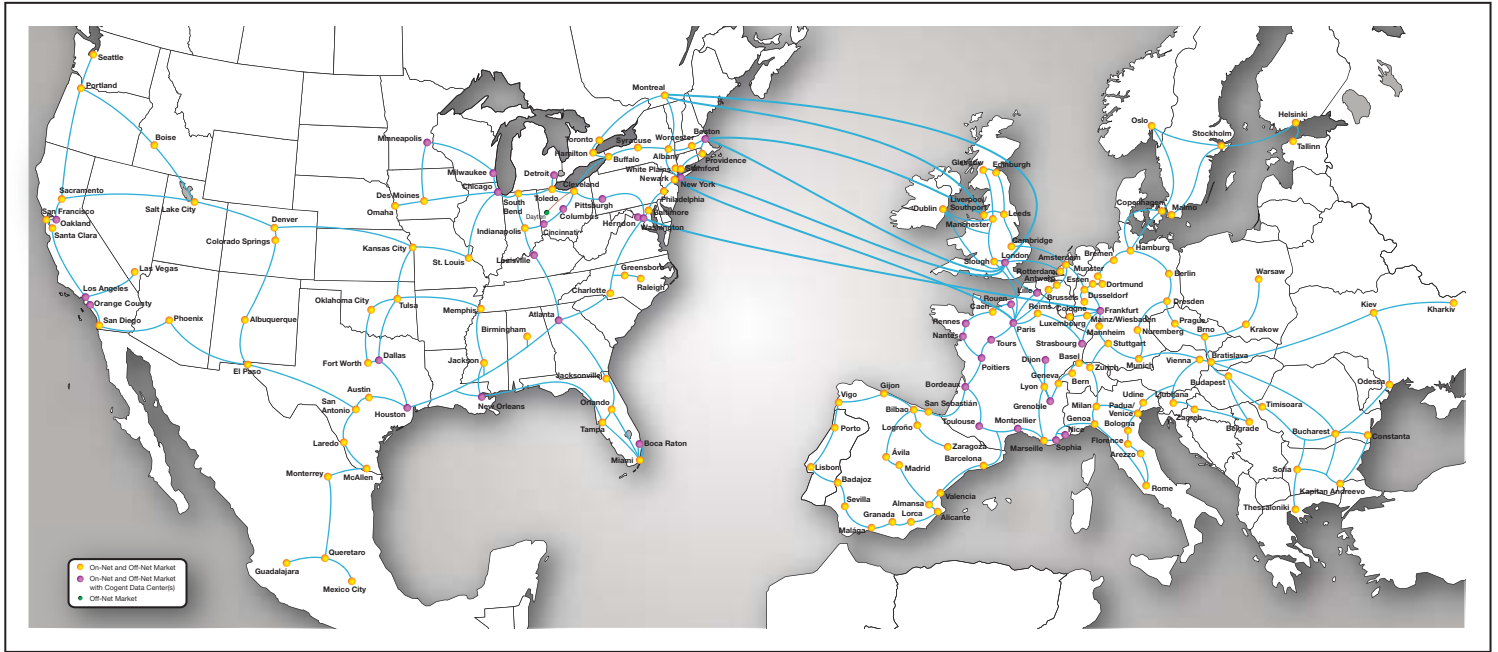 Seattle
Portland
Boise
Sacramento
San Francisco
Oakland
Santa Clara
Salt Lake City
Denver
Colorado Springs
Las Vegas
Los Angeles
Orange County
San Diego
Phoenix
Albuquerque
El Paso
Minneapolis
Milwaukee
Chicago
Des Moines
Omaha
Kansas City
St. Louis
Oklahoma City
Tulsa
Memphis
Birmingham
Fort Worth
Dallas
Jackson
Austin
San
Antonio
Houston
New Orleans
Laredo
McAllen
Monterrey
Queretaro
Guadalajara
Mexico City
Montreal
Toronto
Hamilton
Syracuse
Buffalo
Worcester
Boston
Albany
Providence
White Plains
Stamford
Newark
New York
Philadelphia
Detroit
Toledo
Cleveland
South
Bend
Pittsburgh
Columbus
Dayton
Cincinnati
Indianapolis
Louisville
Baltimore
Herndon
Washington
Greensboro
Raleigh
Charlotte
Atlanta
Jacksonville
Orlando
Tampa
Boca Raton
Miami
Glasgow
Edinburgh
Dublin
Liverpool/
Southport
Leeds
Manchester
Cambridge
London
Slough
Oslo
Stockholm
Helsinki
Tallinn
Copenhagen
Malmo
Hamburg
Bremen
Berlin
Amsterdam
Rotterdam
Munster
Antwerp
Essen
Dortmund
Lille
Brussels
Dusseldorf
Cologne
Rouen
Caen
Reims
Luxembourg
Frankfurt
Mainz/Wiesbaden
Mannheim
Dresden
Prague
Nuremberg
Warsaw
Krakow
Brno
Kiev
Kharkiv
Rennes
Nantes
Paris
Tours
Poitiers
Strasbourg
Stuttgart
Munich
Vienna
Bratislava
Budapest
Dijon
Basel
Zurich
Geneva
Bern
Lyon
Grenoble
Bordeaux
Toulouse
Montpellier
Marseille
Sophia
Nice
Genoa
Milan
Udine
Padua/
Venice
Bologna
Florence
Arezzo
Rome
Ljubljana
Zagreb
Belgrade
Timisoara
Odessa
Bucharest
Constanta
Sofia
Kapitan Andreevo
Thessaloniki
Gijon
Vigo
Bilbao
San Sebastián
Porto
Logroño
Zaragoza
Ávila
Madrid
Barcelona
Lisbon
Badajoz
Sevilla
Valencia
Almansa
Granada
Lorca
Alicante
Malága
On-Net and Off-Net Market
On-Net and Off-Net Market
with Cogent Data Center(s)
Off-Net Market